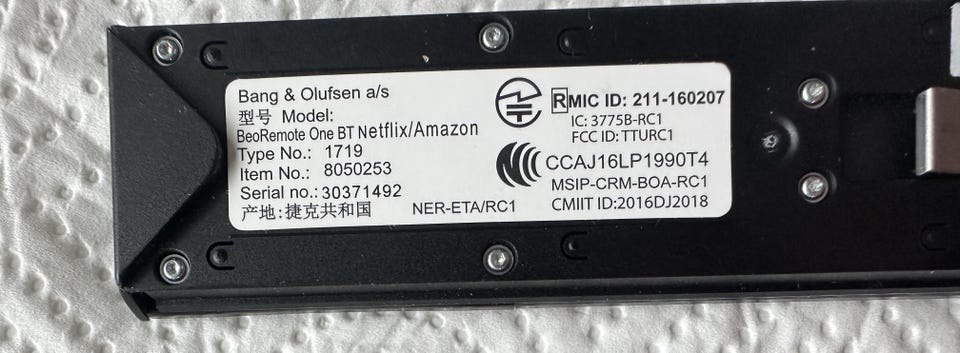 Bang & Olufsen a/s
型号 Model:
BeoRemote One BT Netflix/Amazon
Type No.: 1719
Item No.: 8050253
Serial no.: 30371492
产地:捷克共和国
NER-ETA/RC1
R MIC ID: 211-160207
IC: 3775B-RC1
FCC ID: TTURC1
CCAJ16LP1990T4
MSIP-CRM-BOA-RC1
CMIIT ID:2016DJ2018